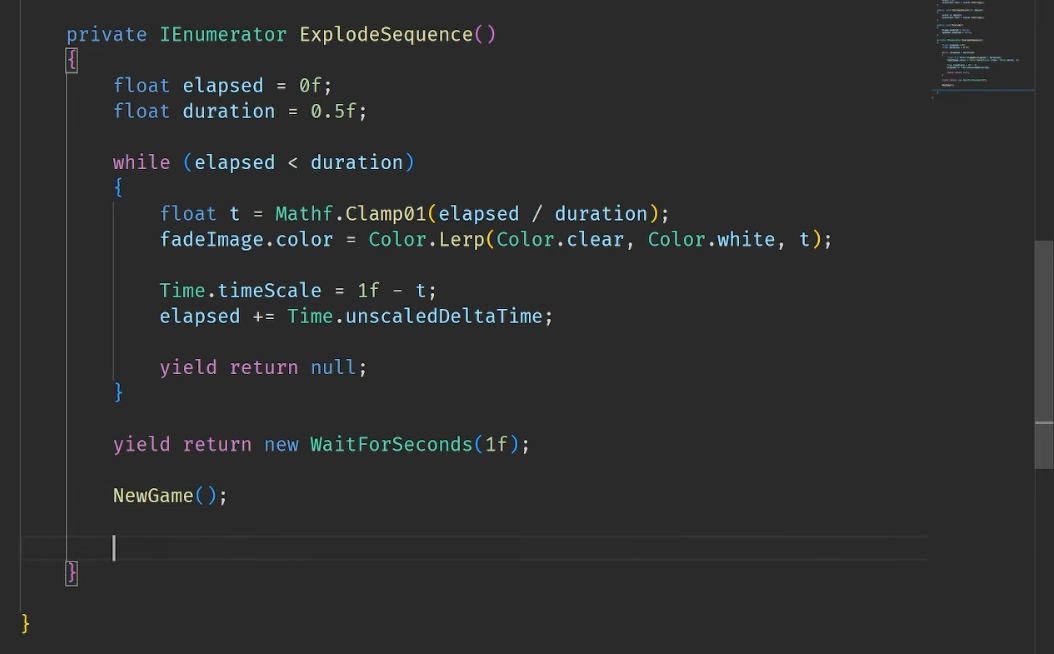 private IEnumerator ExplodeSequence()
{
float elapsed = 0f;
float duration = 0.5f;
while (elapsed < duration)
{
float t = Mathf.Clamp01(elapsed / duration);
fadeImage.color = Color.Lerp(Color.clear, Color.white, t);
Time.timeScale = 1f - t;
elapsed += Time.unscaledDeltaTime;
yield return null;
}
yield return new WaitForSeconds(1f);
NewGame();
}
}